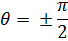 θ = ± π/2